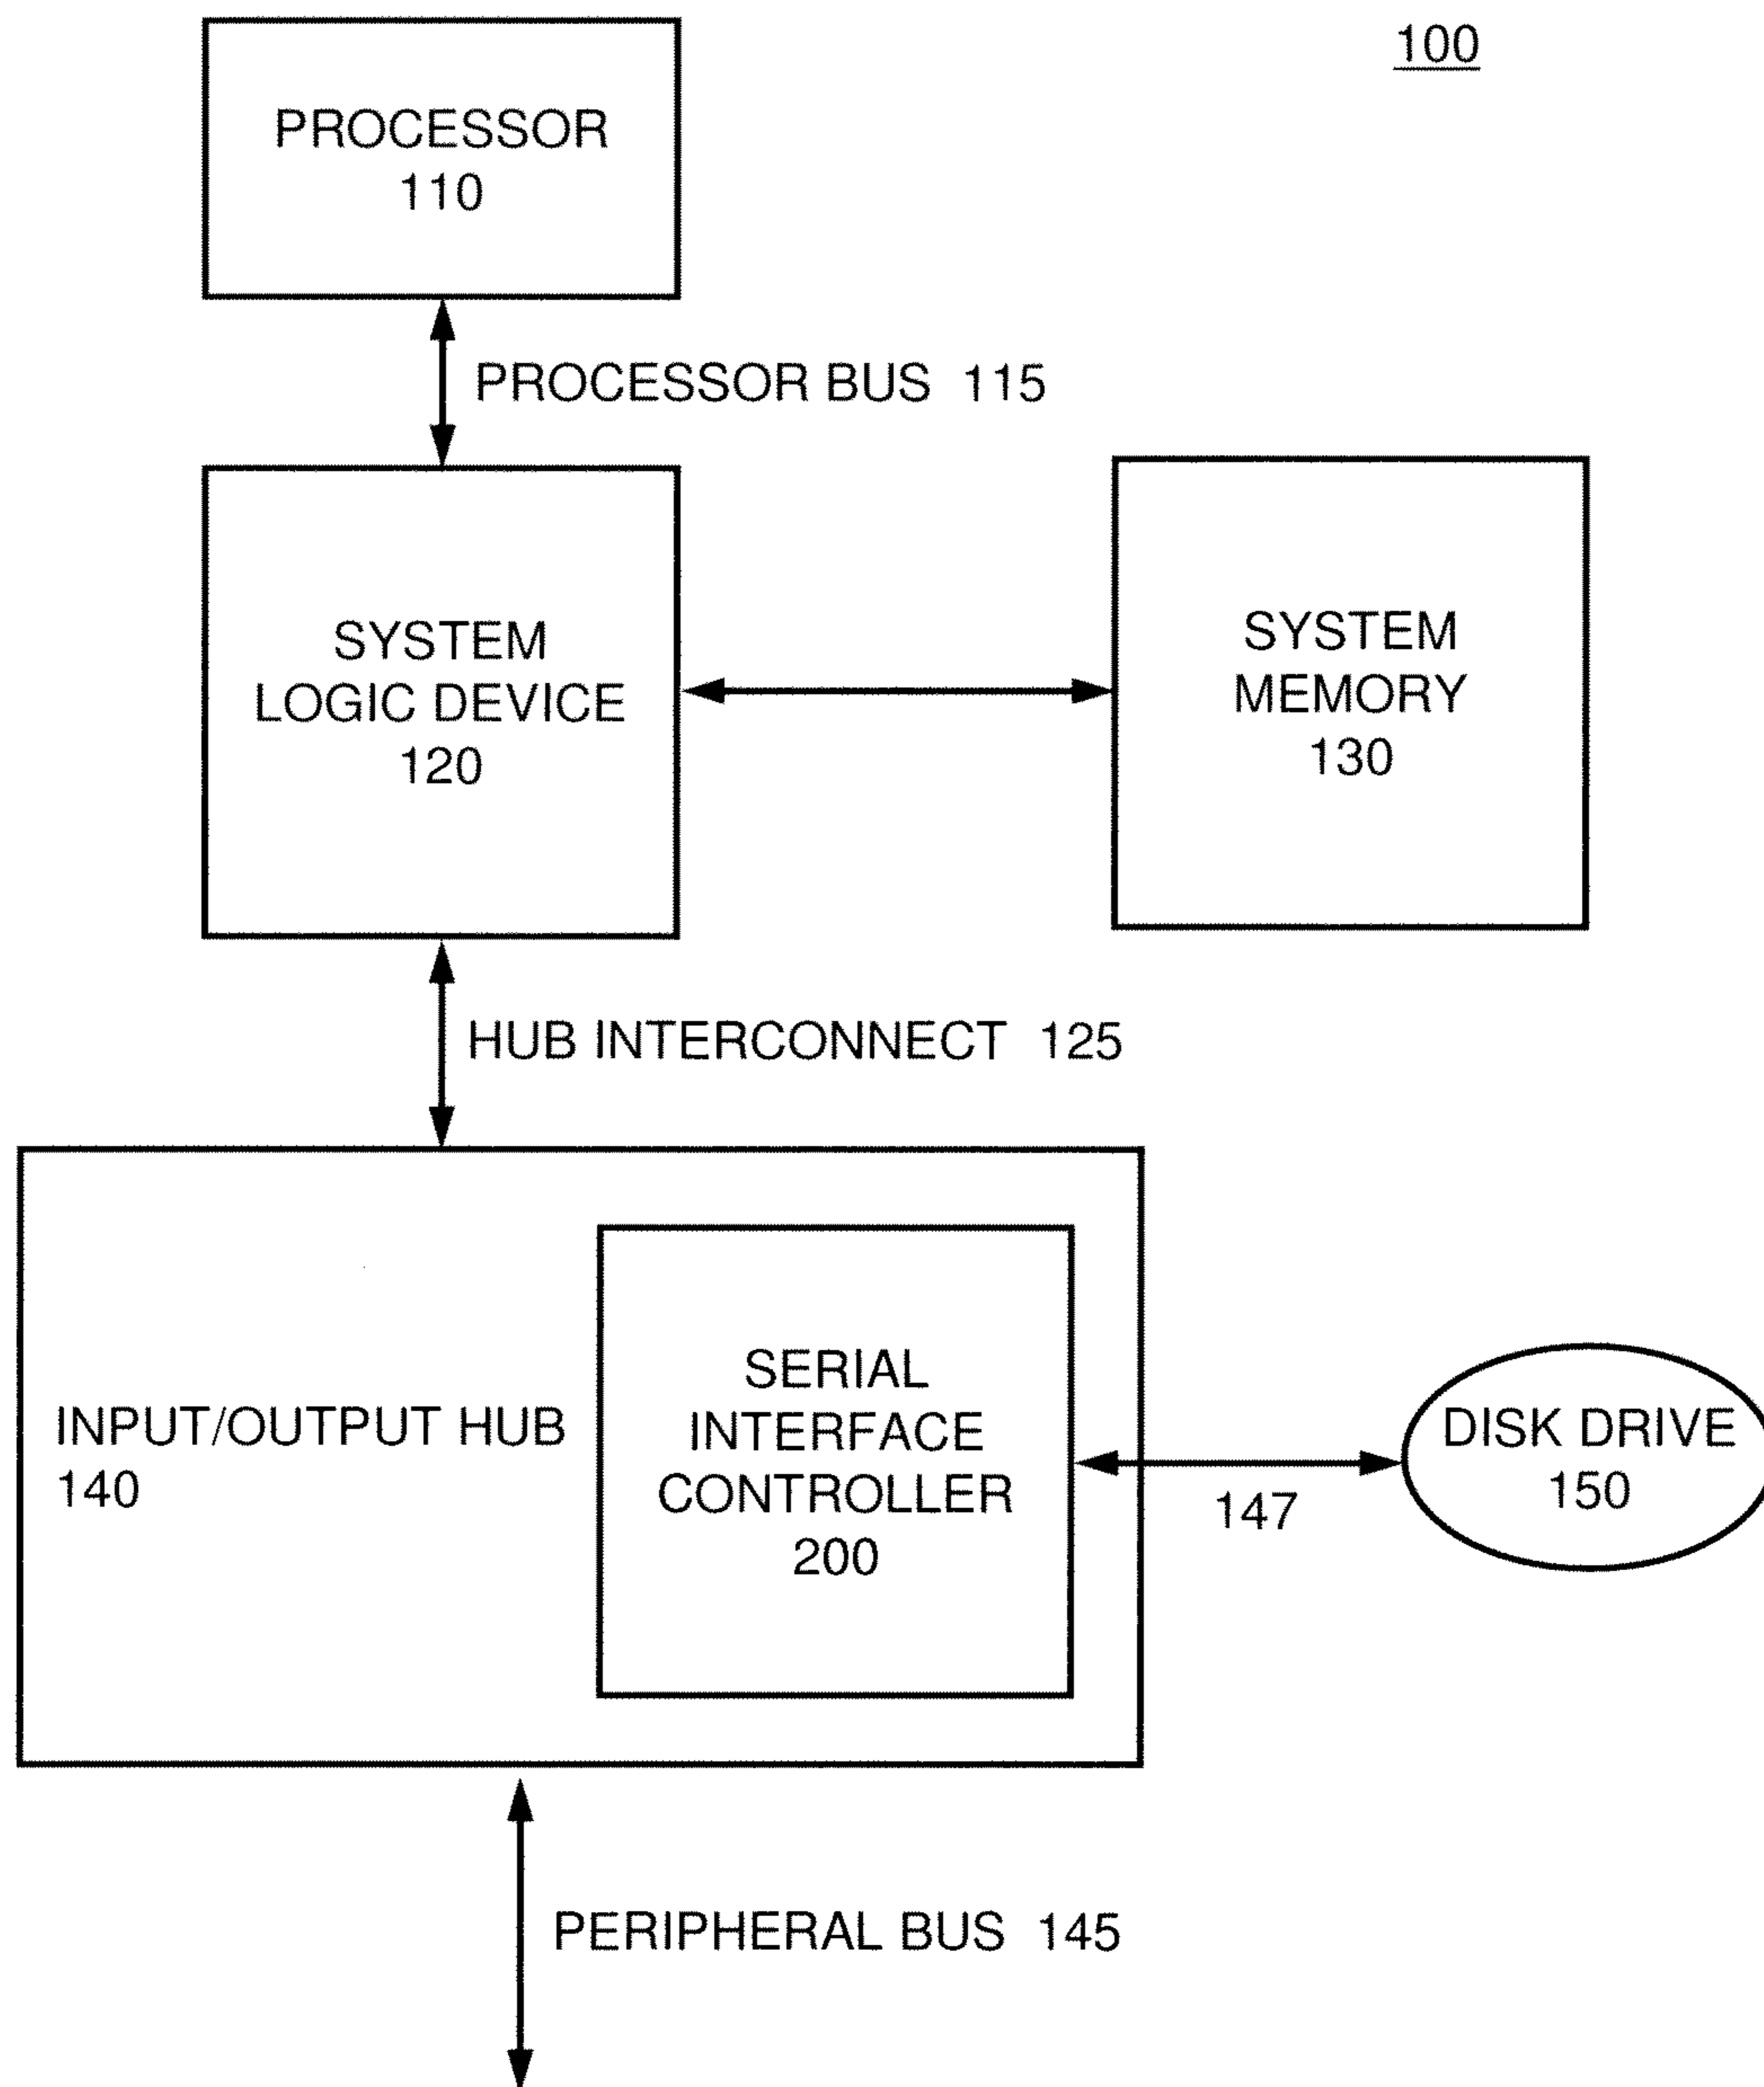 100
PROCESSOR
110
PROCESSOR BUS 115
SYSTEM
LOGIC DEVICE
120
SYSTEM
MEMORY
130
HUB INTERCONNECT 125
INPUT/OUTPUT HUB
140
SERIAL
INTERFACE
CONTROLLER
200
147
DISK DRIVE
150
PERIPHERAL BUS 145